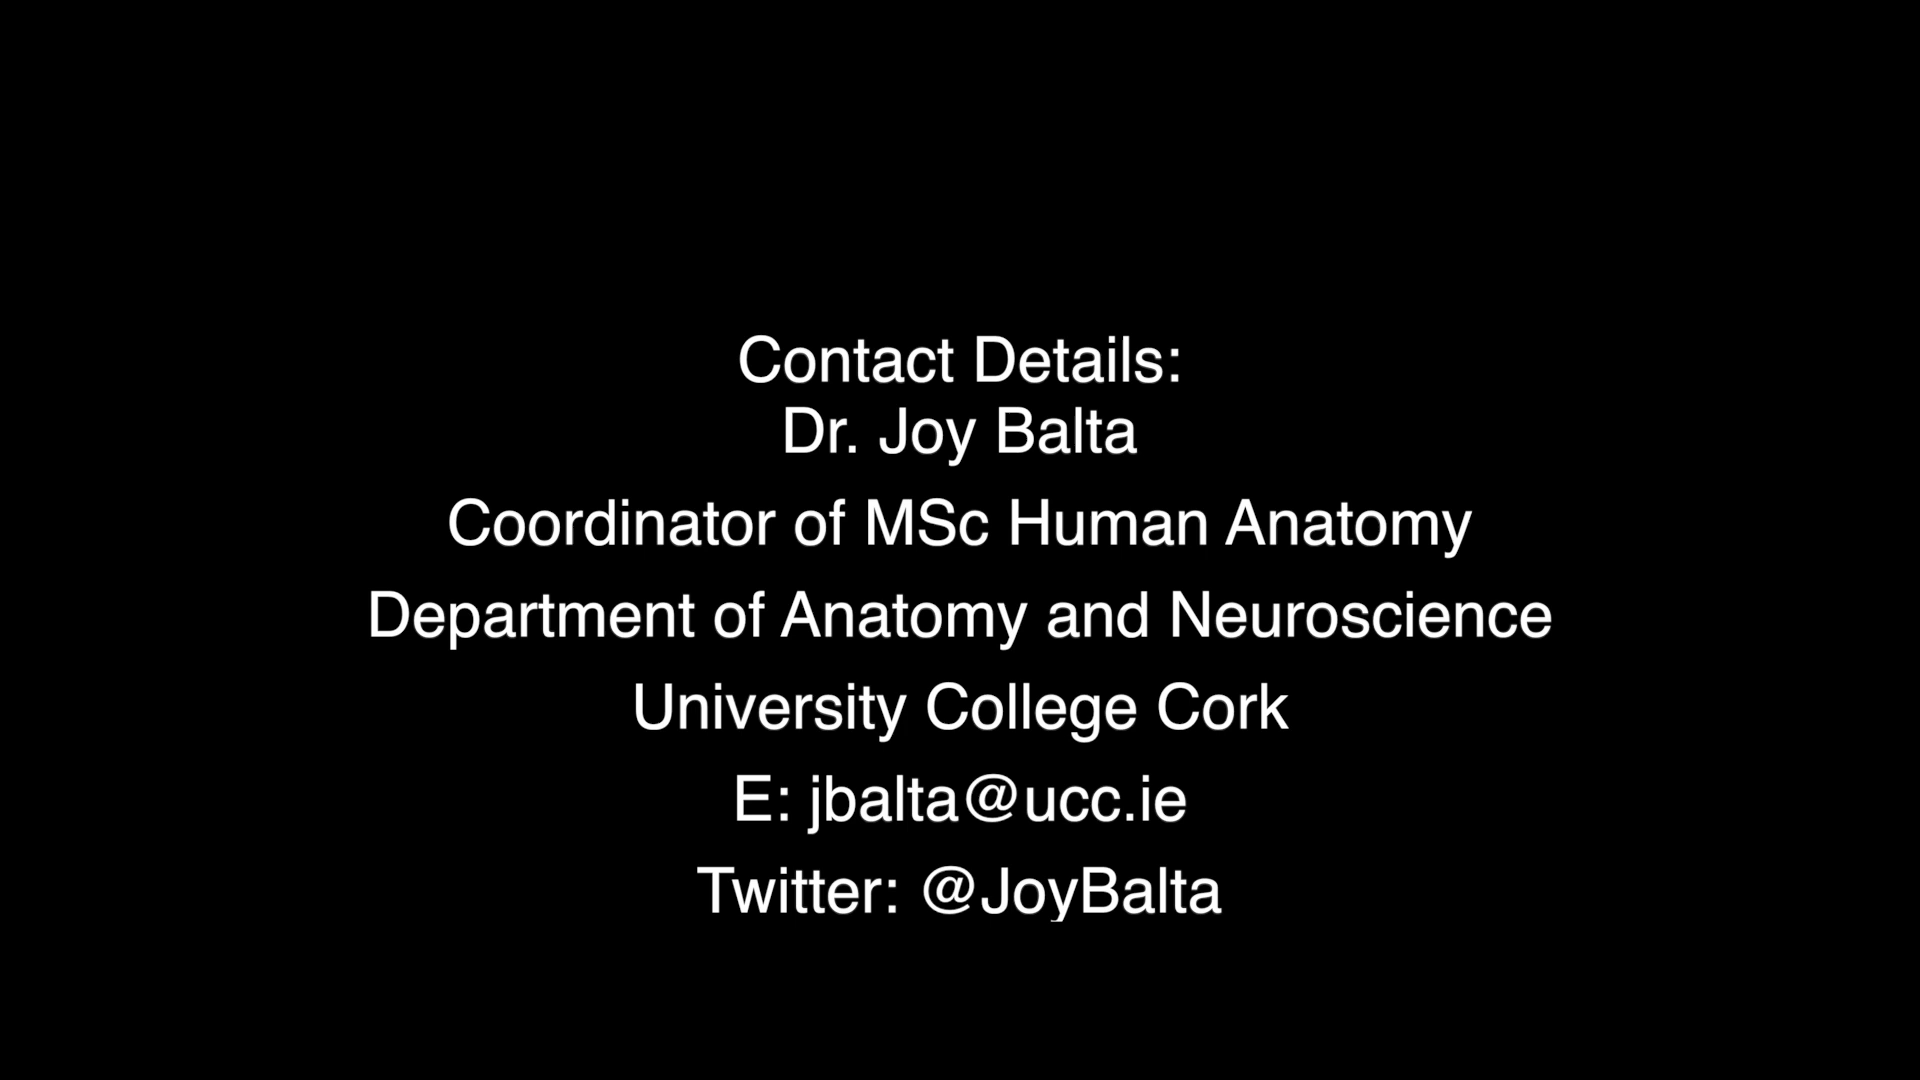 Contact Details:
Dr. Joy Balta
Coordinator of MSc Human Anatomy
Department of Anatomy and Neuroscience
University College Cork
E: jbalta@ucc.ie
Twitter: @JoyBalta